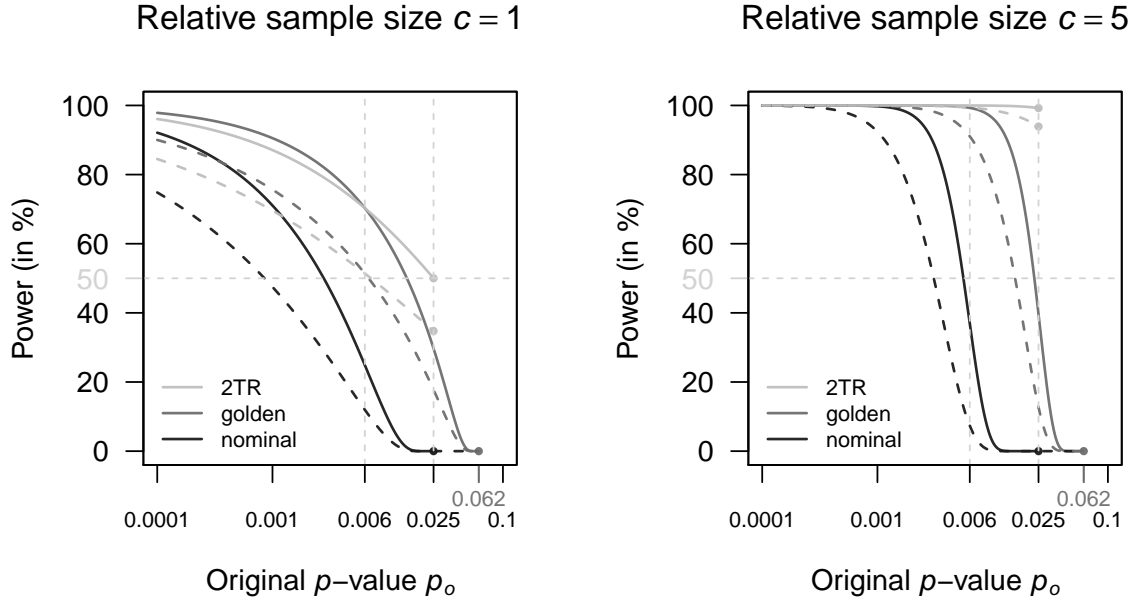 Relative sample size c = 1
Power (in %)
100
80
60
50
40
20
0
2TR
golden
nominal
0.062
0.0001 0.001 0.006 0.025 0.1
Original p−value pₒ
Relative sample size c = 5
Power (in %)
100
80
60
50
40
20
0
2TR
golden
nominal
0.062
0.0001 0.001 0.006 0.025 0.1
Original p−value pₒ